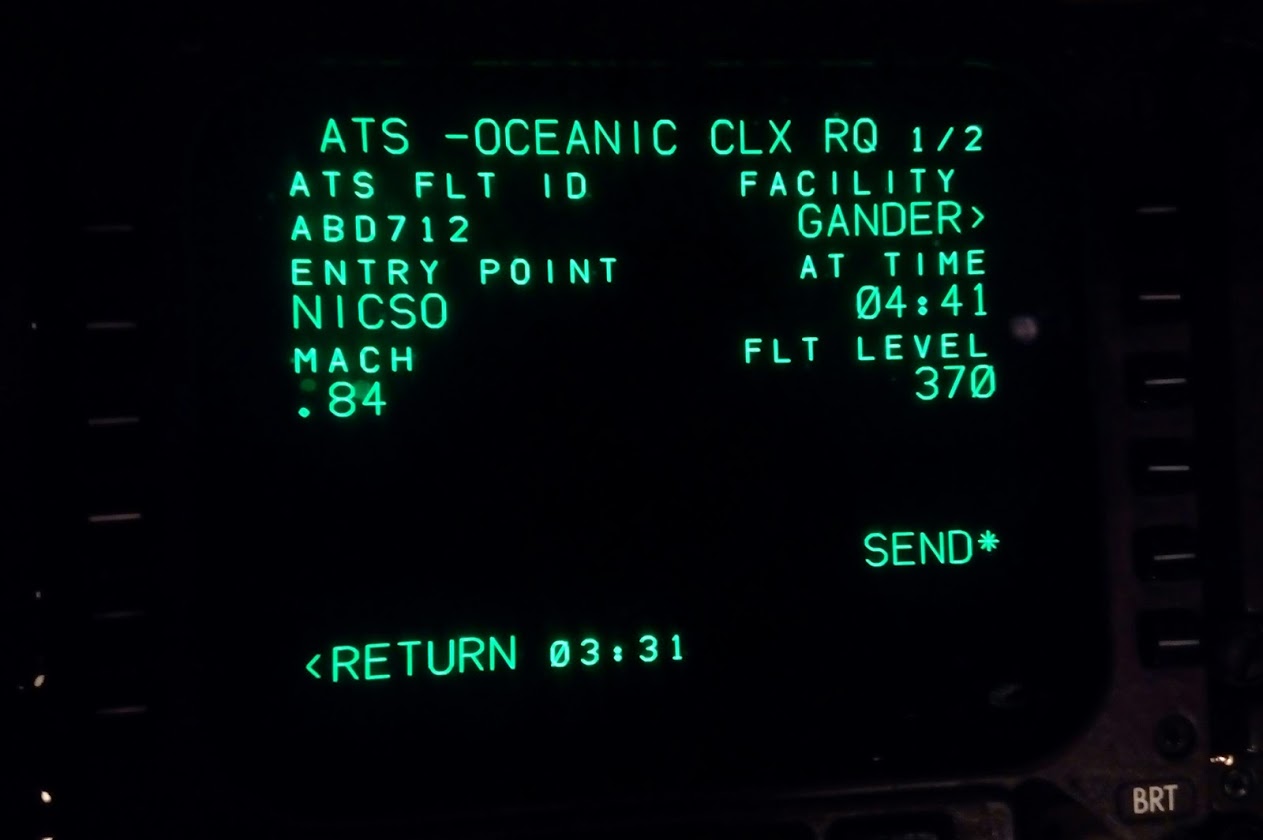 ATS -OCEANIC CLX RQ 1/2
ATS FLT ID FACILITY
ABD712 GANDER>
ENTRY POINT AT TIME
NICSO 04:41
MACH FLT LEVEL
.84 370
SEND*
<RETURN 03:31
BRT